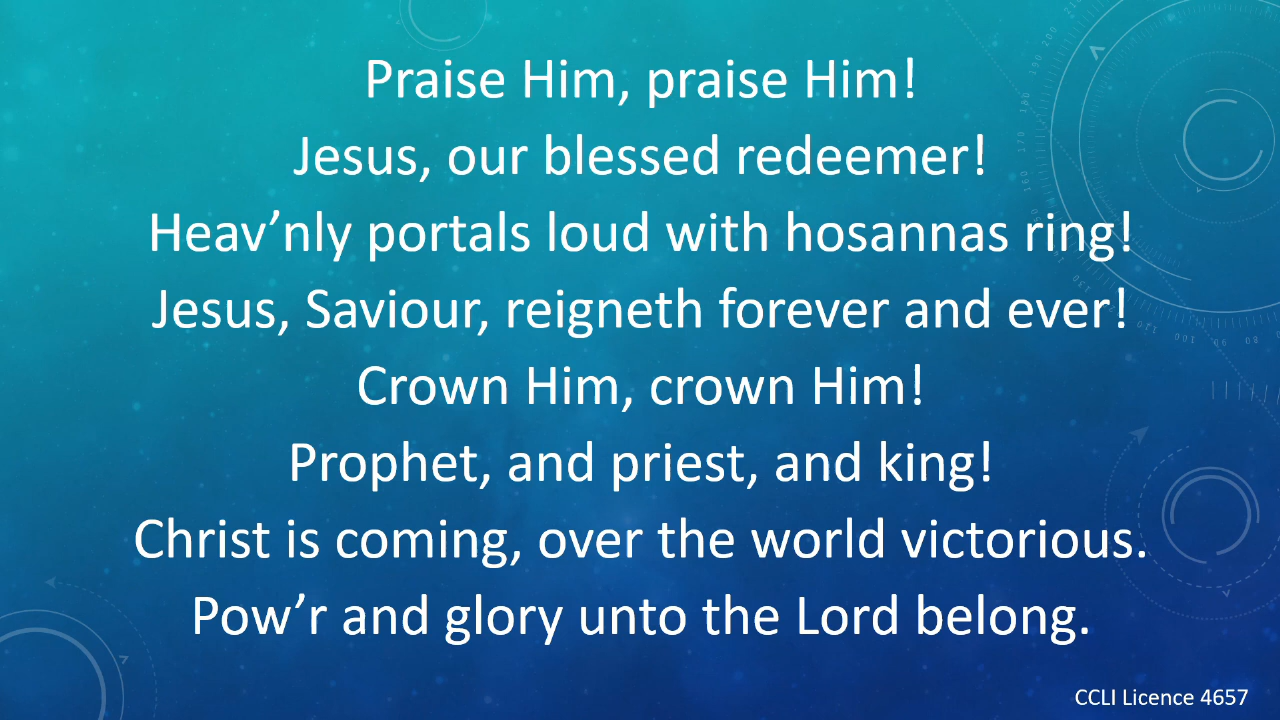 Praise Him, praise Him!
Jesus, our blessed redeemer!
Heav’nly portals loud with hosannas ring!
Jesus, Saviour, reigneth forever and ever!
Crown Him, crown Him!
Prophet, and priest, and king!
Christ is coming, over the world victorious.
Pow’r and glory unto the Lord belong.
CCLI Licence 4657